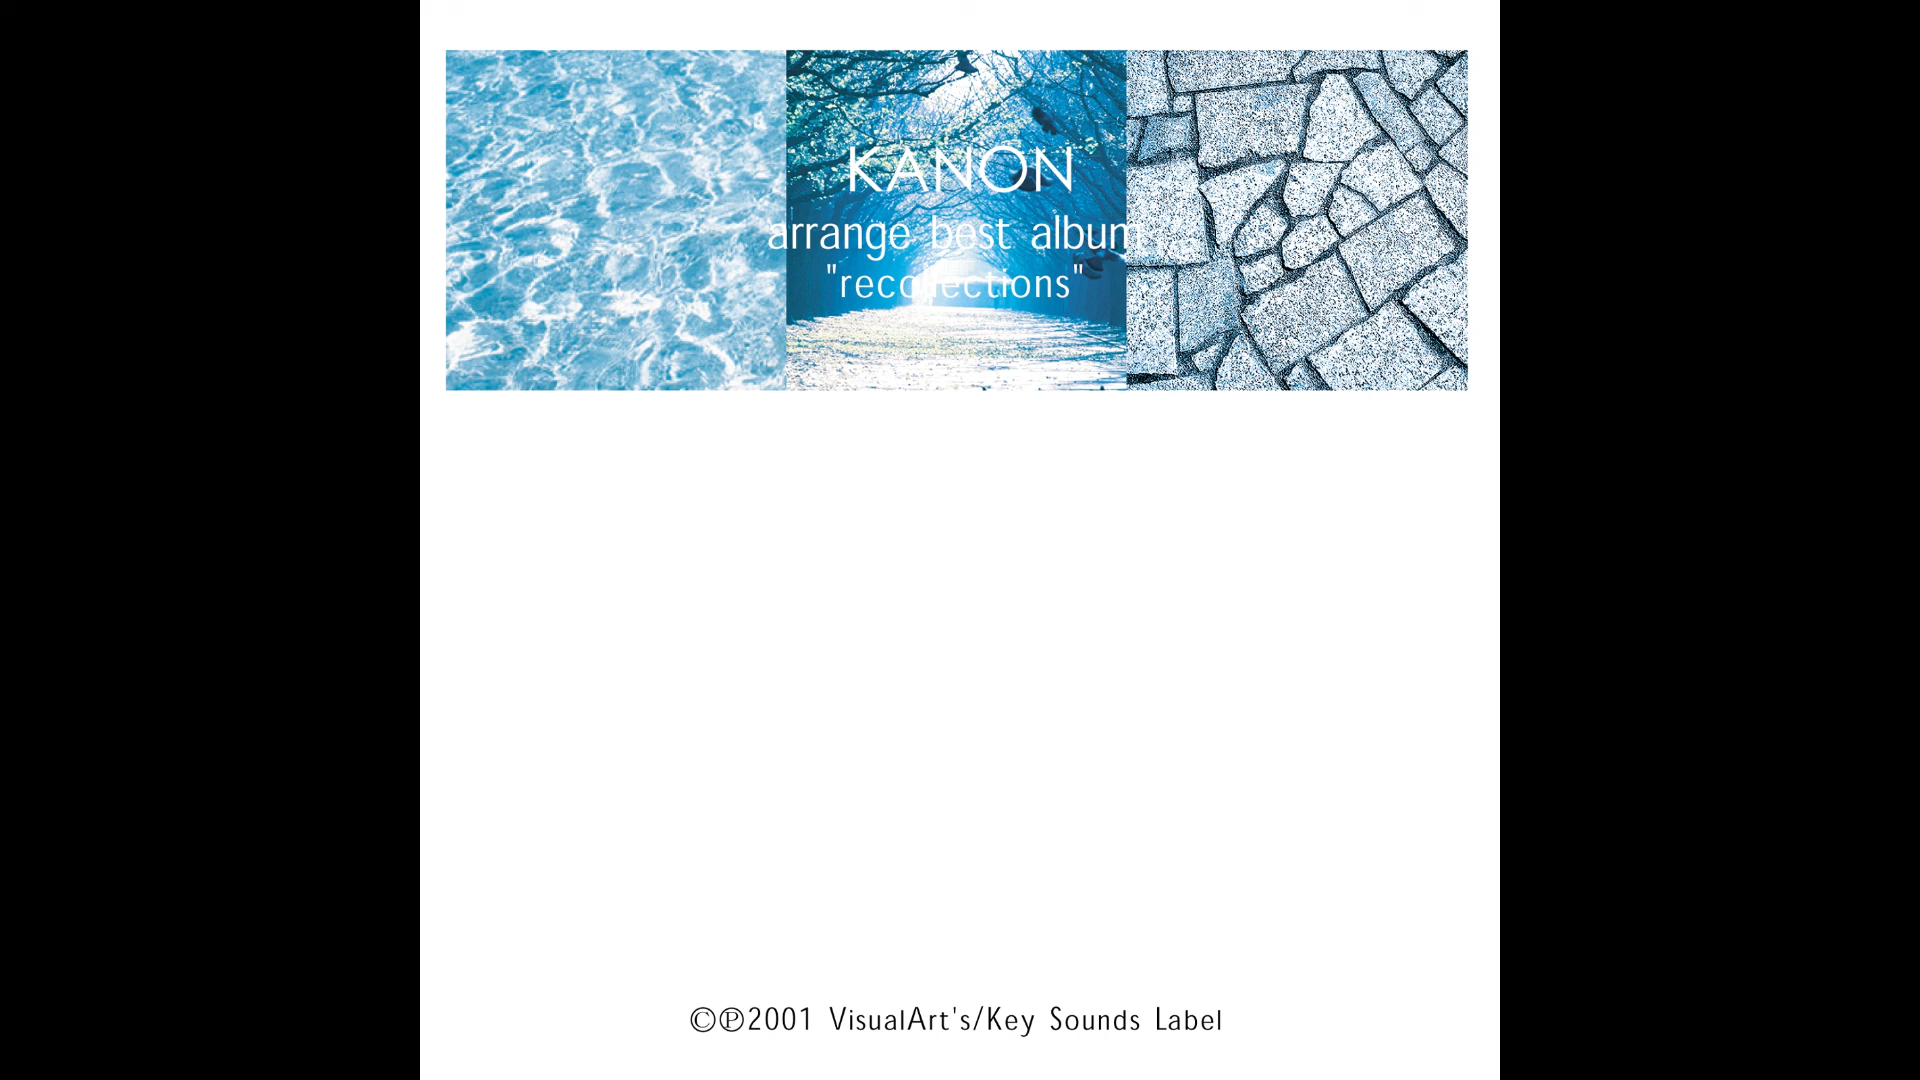 KANON
arrange best album
"recollections"
©℗2001 VisualArt's/Key Sounds Label